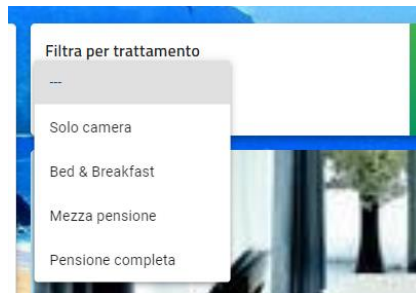 Filtra per trattamento
---
Solo camera
Bed & Breakfast
Mezza pensione
Pensione completa